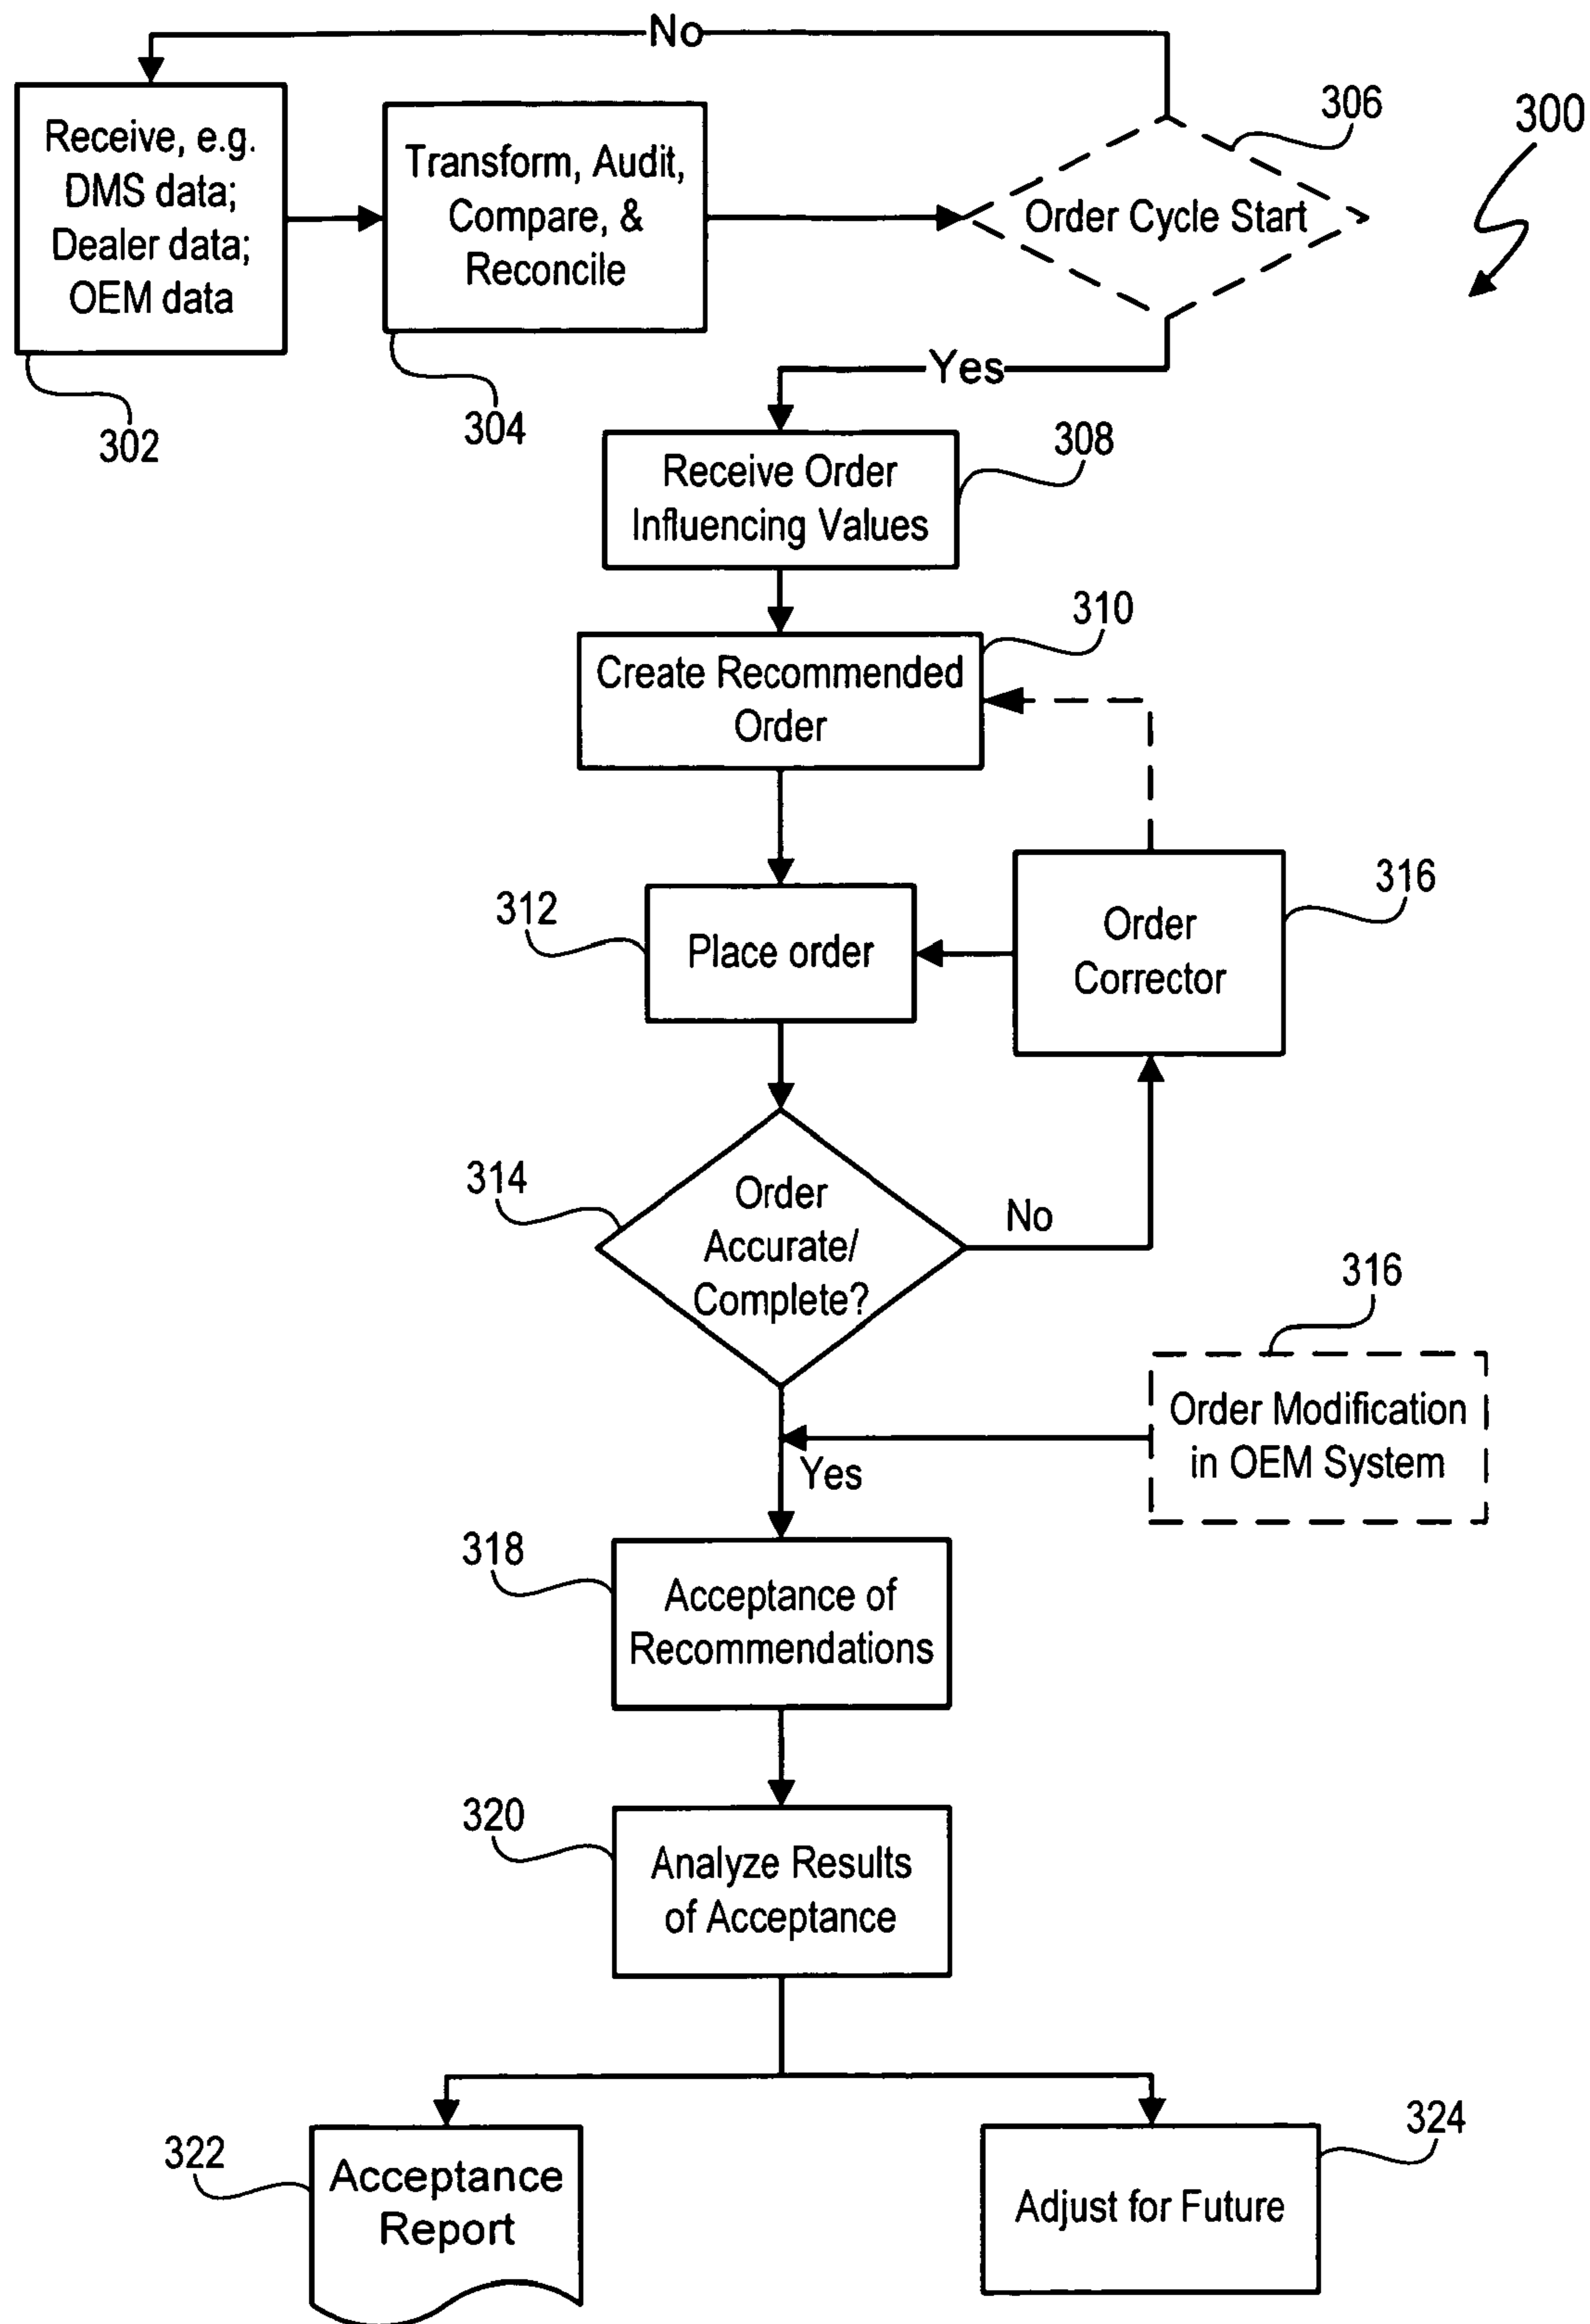 No
306
300
Receive, e.g.
DMS data;
Dealer data;
OEM data
Transform, Audit,
Compare, &
Reconcile
Order Cycle Start
Yes
302
304
308
Receive Order
Influencing Values
310
Create Recommended
Order
312
Place order
316
Order
Corrector
314
Order
Accurate/
Complete?
No
316
Order Modification
in OEM System
Yes
318
Acceptance of
Recommendations
320
Analyze Results
of Acceptance
322
Acceptance
Report
324
Adjust for Future